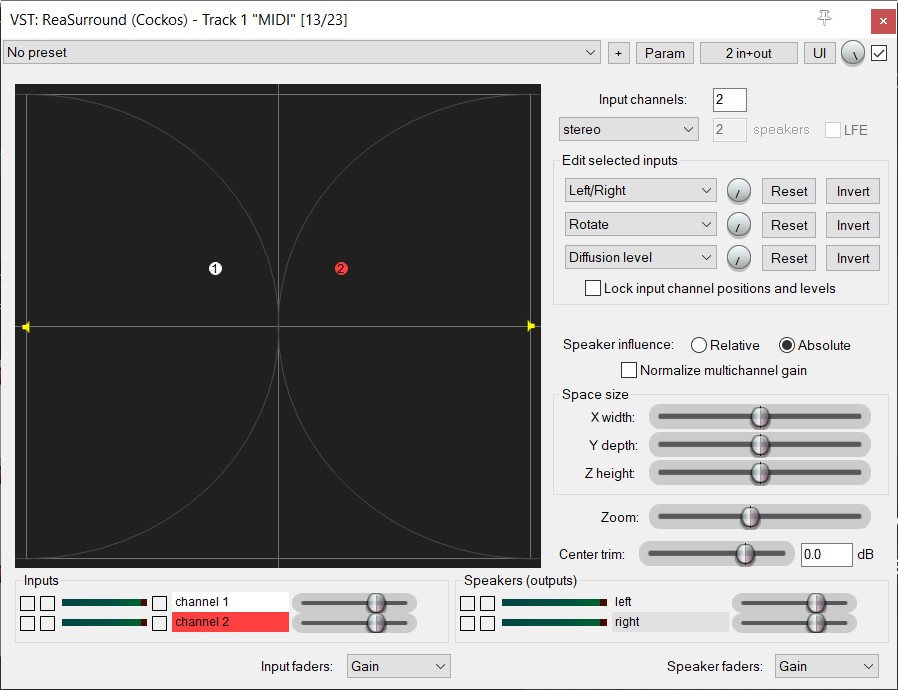 VST: ReaSurround (Cockos) - Track 1 "MIDI" [13/23]
No preset
+
Param
2 in+out
UI
Input channels:
2
stereo
2
speakers
LFE
Edit selected inputs
Left/Right
Reset
Invert
Rotate
Reset
Invert
Diffusion level
Reset
Invert
Lock input channel positions and levels
1
2
Speaker influence:
Relative
Absolute
Normalize multichannel gain
Space size
X width:
Y depth:
Z height:
Zoom:
Center trim:
0.0
dB
Inputs
channel 1
channel 2
Speakers (outputs)
left
right
Input faders:
Gain
Speaker faders:
Gain